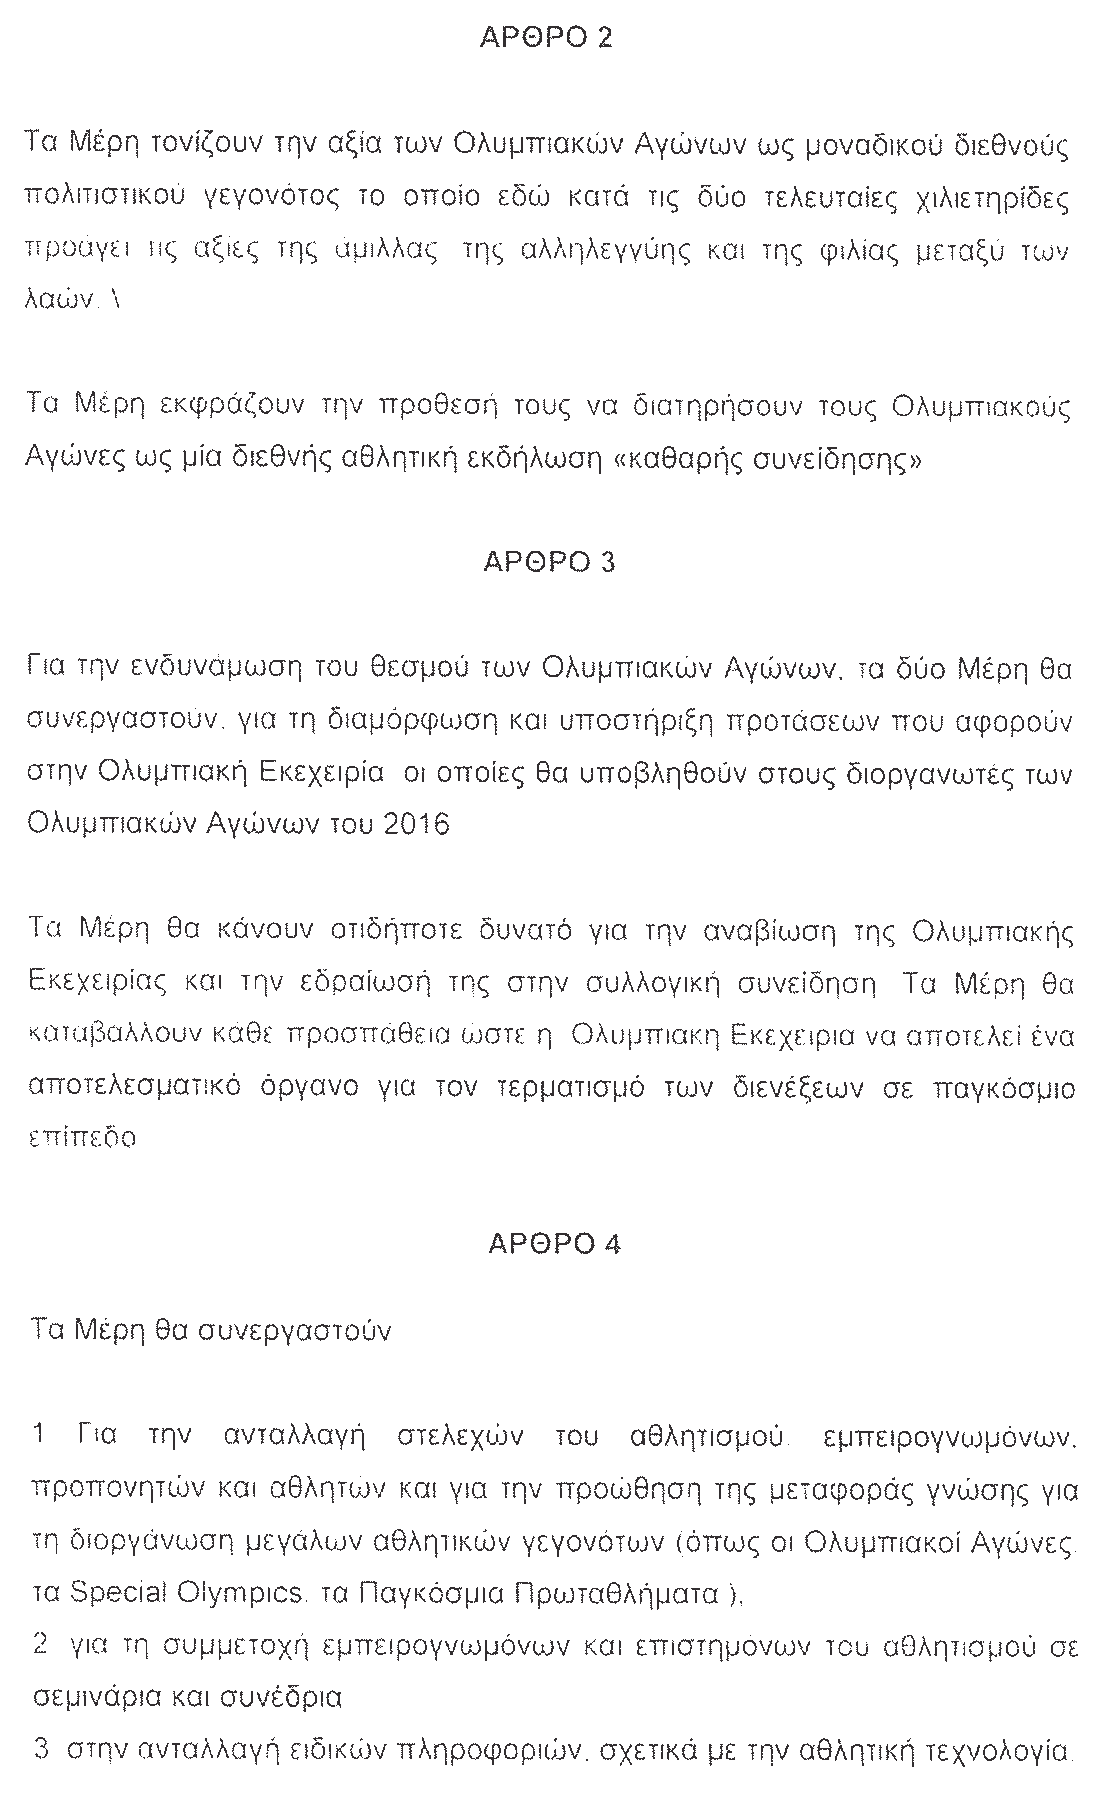 ΑΡΘΡΟ 2
Τα Μέρη τονίζουν την αξία των Ολυμπιακών Αγώνων ως μοναδικού διεθνούς
πολιτιστικού γεγονότος το οποίο εδώ κατά τις δύο τελευταίες χιλιετηρίδες
προάγει τις αξίες της άμιλλας της αλληλεγγύης και της φιλίας μεταξύ των
λαών. \
Τα Μέρη εκφράζουν την πρόθεσή τους να διατηρήσουν τους Ολυμπιακούς
Αγώνες ως μία διεθνής αθλητική εκδήλωση «καθαρής συνείδησης»
ΑΡΘΡΟ 3
Για την ενδυνάμωση του θεσμού των Ολυμπιακών Αγώνων, τα δύο Μέρη θα
συνεργαστούν, για τη διαμόρφωση και υποστήριξη προτάσεων που αφορούν
στην Ολυμπιακή Εκεχειρία οι οποίες θα υποβληθούν στους διοργανωτές των
Ολυμπιακών Αγώνων του 2016
Τα Μέρη θα κάνουν οτιδήποτε δυνατό για την αναβίωση της Ολυμπιακής
Εκεχειρίας και την εδραίωσή της στην συλλογική συνείδηση Τα Μέρη θα
καταβάλλουν κάθε προσπάθεια ώστε η Ολυμπιακή Εκεχειρία να αποτελεί ένα
αποτελεσματικό όργανο για τον τερματισμό των διενέξεων σε παγκόσμιο
επίπεδο
ΑΡΘΡΟ 4
Τα Μέρη θα συνεργαστούν
1 Για την ανταλλαγή στελεχών του αθλητισμού, εμπειρογνωμόνων,
προπονητών και αθλητών και για την προώθηση της μεταφοράς γνώσης για
τη διοργάνωση μεγάλων αθλητικών γεγονότων (όπως οι Ολυμπιακοί Αγώνες,
τα Special Olympics, τα Παγκόσμια Πρωταθλήματα ),
2 για τη συμμετοχή εμπειρογνωμόνων και επιστημόνων του αθλητισμού σε
σεμινάρια και συνέδρια
3 στην ανταλλαγή ειδικών πληροφοριών, σχετικά με την αθλητική τεχνολογία,